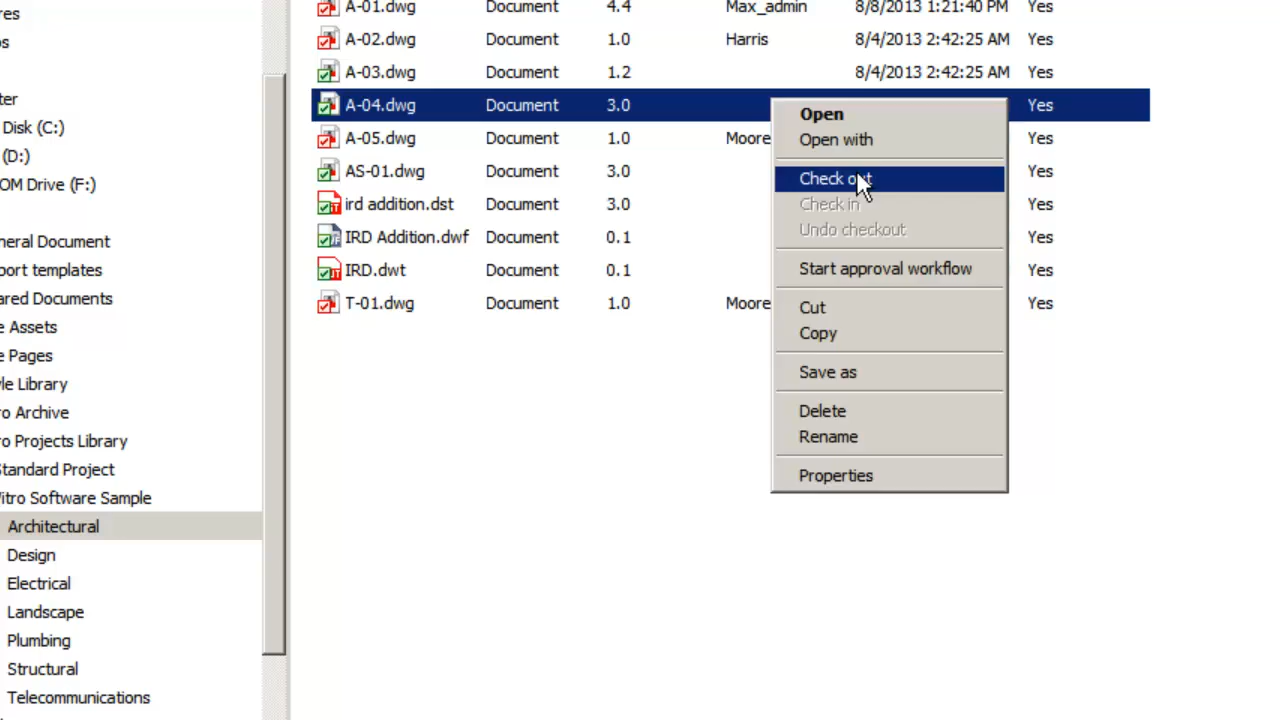 res
A-01.dwg Document 4.4 Max_admin 8/8/2013 1:21:40 PM Yes
os
A-02.dwg Document 1.0 Harris 8/4/2013 2:42:25 AM Yes
A-03.dwg Document 1.2 8/4/2013 2:42:25 AM Yes
ter
A-04.dwg Document 3.0 Yes
Disk (C:)
A-05.dwg Document 1.0 Moore Yes
(D:)
AS-01.dwg Document 3.0 Yes
OM Drive (F:)
ird addition.dst Document 3.0 Yes
IRD Addition.dwf Document 0.1 Yes
neral Document
IRD.dwt Document 0.1 Yes
port templates
T-01.dwg Document 1.0 Moore Yes
ared Documents
e Assets
e Pages
yle Library
ro Archive
ro Projects Library
Standard Project
itro Software Sample
Architectural
Design
Electrical
Landscape
Plumbing
Structural
Telecommunications
Open
Open with
Check out
Check in
Undo checkout
Start approval workflow
Cut
Copy
Save as
Delete
Rename
Properties